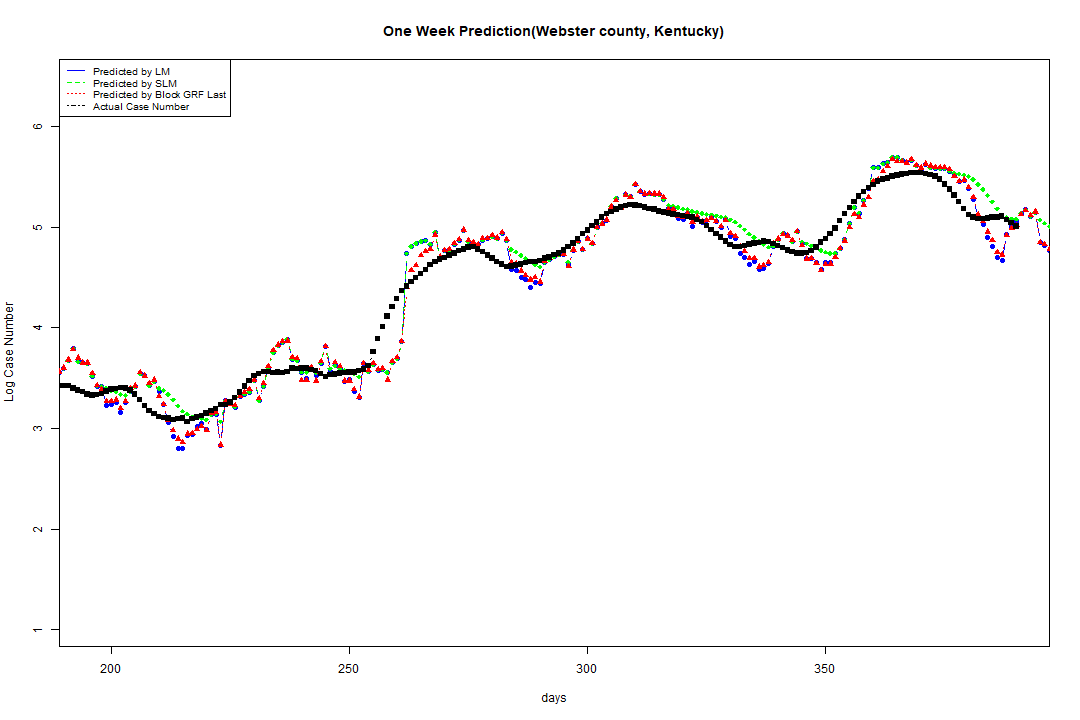 One Week Prediction(Webster county, Kentucky)
Predicted by LM
Predicted by SLM
Predicted by Block GRF Last
Actual Case Number
6
5
4
3
2
1
Log Case Number
200
250
300
350
days